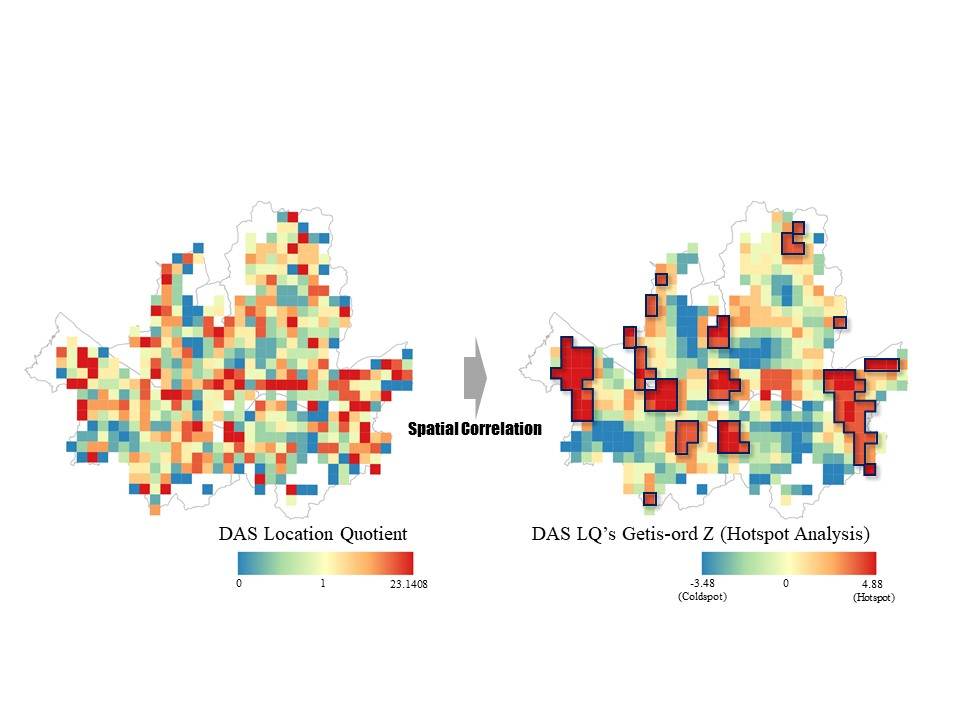 Spatial Correlation
DAS Location Quotient
0 1 23.1408
DAS LQ’s Getis-ord Z (Hotspot Analysis)
-3.48 0 4.88
(Coldspot) (Hotspot)